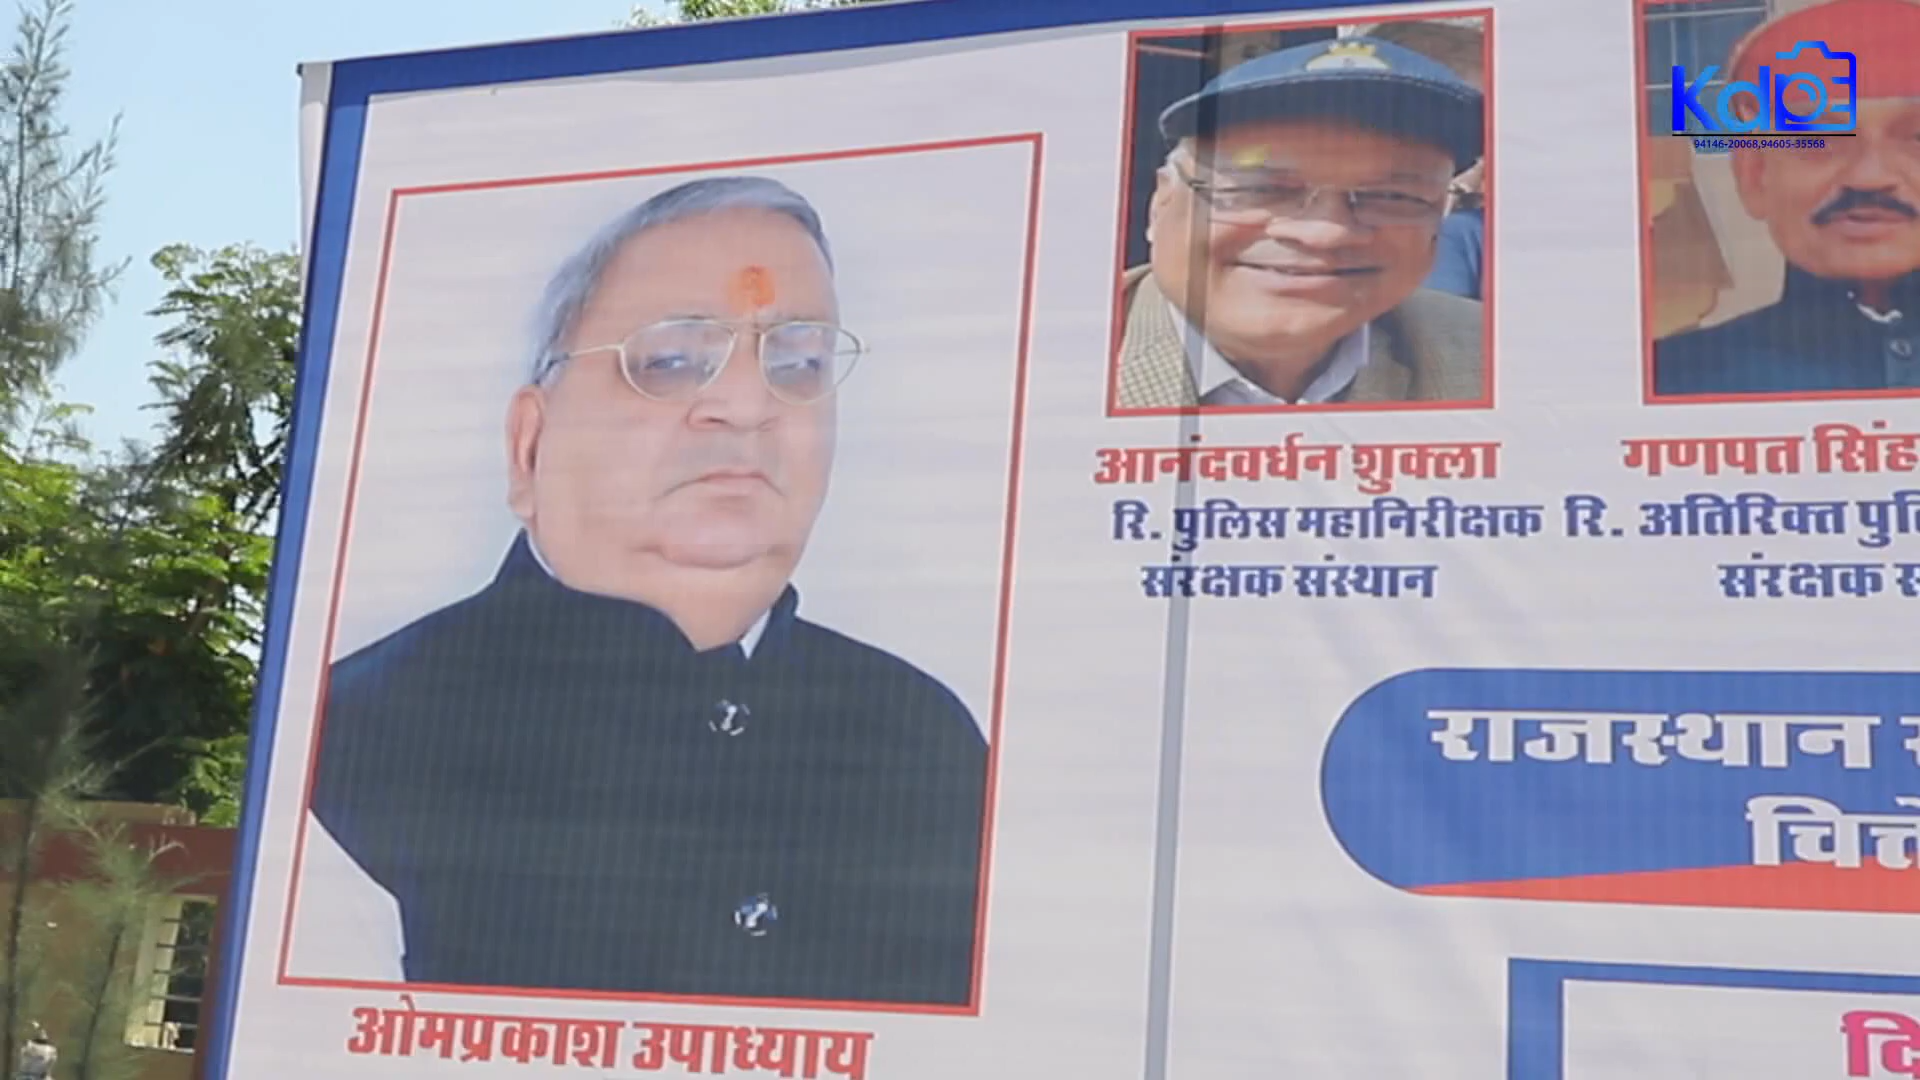 Kdp
94146-20068,94605-35568
आनंदवर्धन शुक्ला
रि. पुलिस महानिरीक्षक
संरक्षक संस्थान
गणपत सिंह
रि. अतिरिक्त
संरक्षक
राजस्थान
ओमप्रकाश उपाध्याय